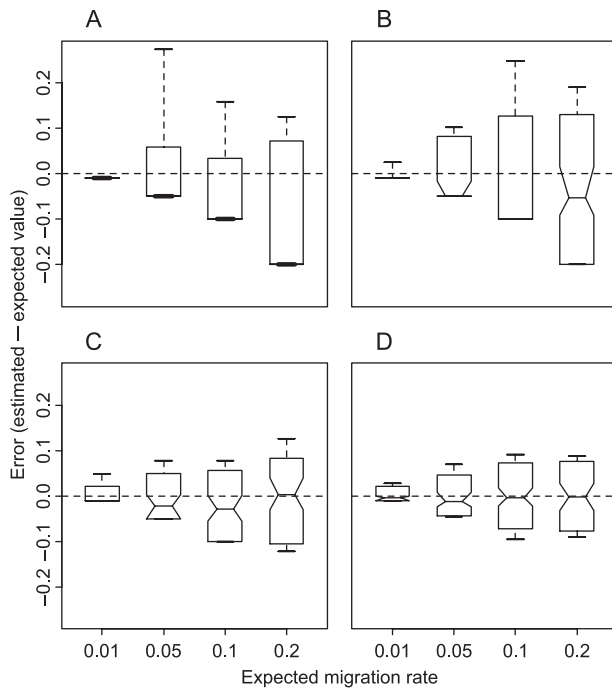 A
B
0.2
0.1
0.0
−0.1
−0.2
C
D
0.2
0.1
0.0
−0.1
−0.2
Error (estimated — expected value)
0.01 0.05 0.1 0.2
0.01 0.05 0.1 0.2
Expected migration rate